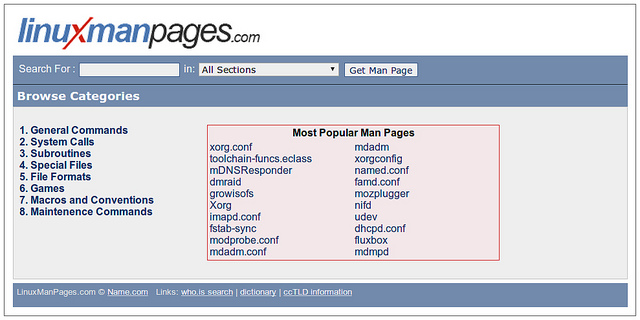 linuxmanpages.com
Search For : in: All Sections Get Man Page
Browse Categories
1. General Commands
2. System Calls
3. Subroutines
4. Special Files
5. File Formats
6. Games
7. Macros and Conventions
8. Maintenence Commands
Most Popular Man Pages
xorg.conf mdadm
toolchain-funcs.eclass xorgconfig
mDNSResponder named.conf
dmraid famd.conf
growisofs mozplugger
Xorg nifd
imapd.conf udev
fstab-sync dhcpd.conf
modprobe.conf fluxbox
mdadm.conf mdmpd
LinuxManPages.com © Name.com Links: who.is search | dictionary | ccTLD information